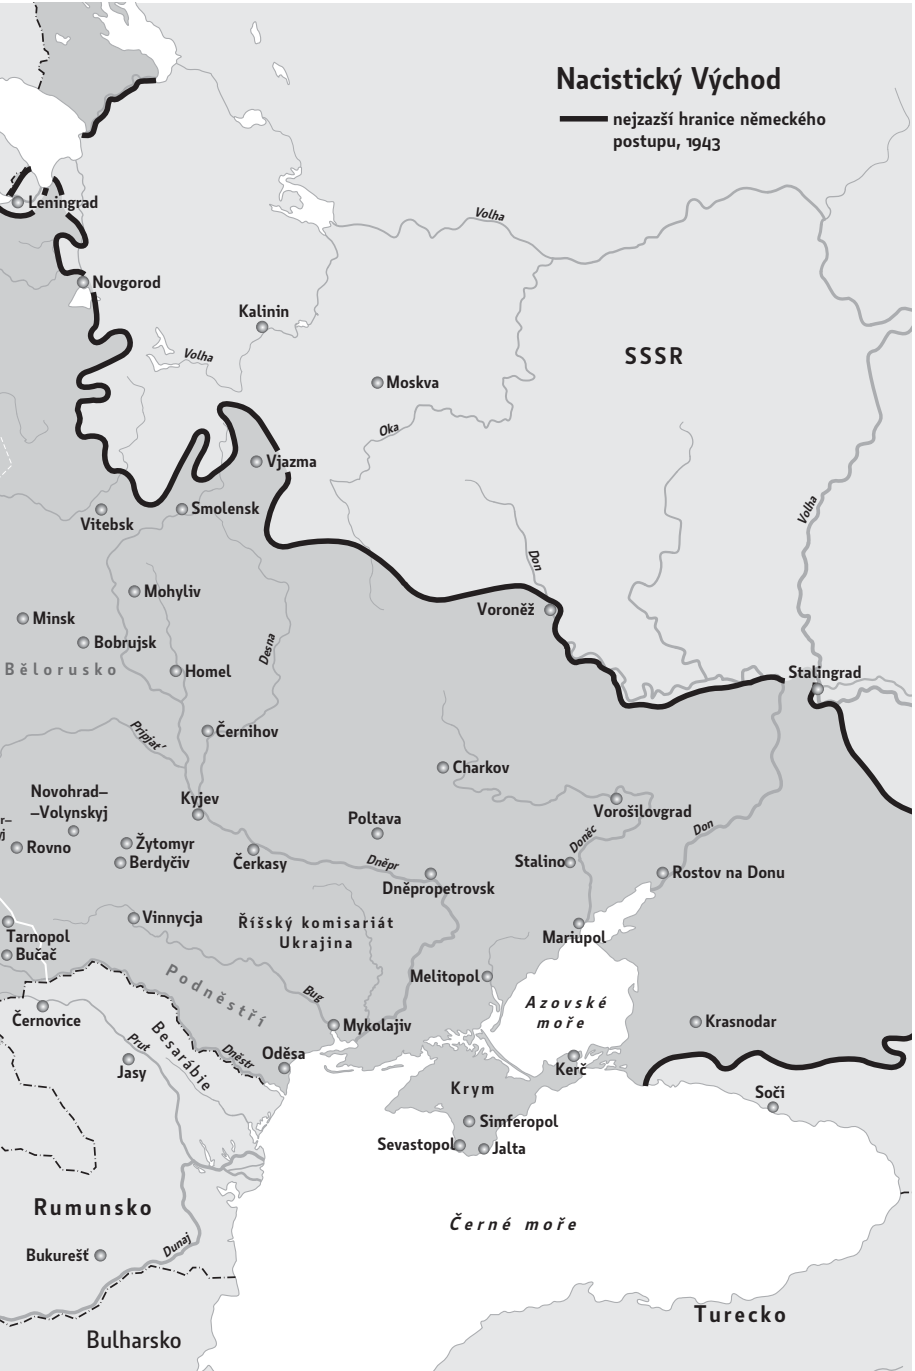 Nacistický Východ
nejzazší hranice německého
postupu, 1943
Leningrad
Volha
Novgorod
Kalinin
Volha
SSSR
Moskva
Oka
Vjazma
Volha
Vitebsk
Smolensk
Don
Mohyliv
Voroněž
Minsk
Bobrujsk
Desna
Bělorusko
Homel
Stalingrad
Pripjať
Černihov
Charkov
Novohrad–
–Volynskyj
Kyjev
Vorošilovgrad
r–
yj
Poltava
Doněc
Don
Rovno
Žytomyr
Berdyčiv
Čerkasy
Dněpr
Stalino
Rostov na Donu
Dněpropetrovsk
Vinnycja
Říšský komisariát
Ukrajina
Tarnopol
Mariupol
Bučač
Podněstří
Bug
Melitopol
Azovské
moře
Černovice
Mykolajiv
Krasnodar
Prut
Besarábie
Dněstr
Oděsa
Jasy
Kerč
Krym
Soči
Simferopol
Sevastopol
Jalta
Rumunsko
Černé moře
Bukurešť
Dunaj
Turecko
Bulharsko